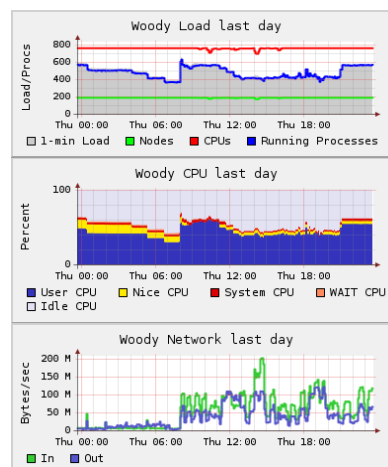 Woody Load last day
Load/Procs
800
600
400
200
0
Thu 00:00 Thu 06:00 Thu 12:00 Thu 18:00
1-min Load Nodes CPUs Running Processes
Woody CPU last day
Percent
100
0
Thu 00:00 Thu 06:00 Thu 12:00 Thu 18:00
User CPU Nice CPU System CPU WAIT CPU
Idle CPU
Woody Network last day
Bytes/sec
200 M
150 M
100 M
50 M
0
Thu 00:00 Thu 06:00 Thu 12:00 Thu 18:00
In Out